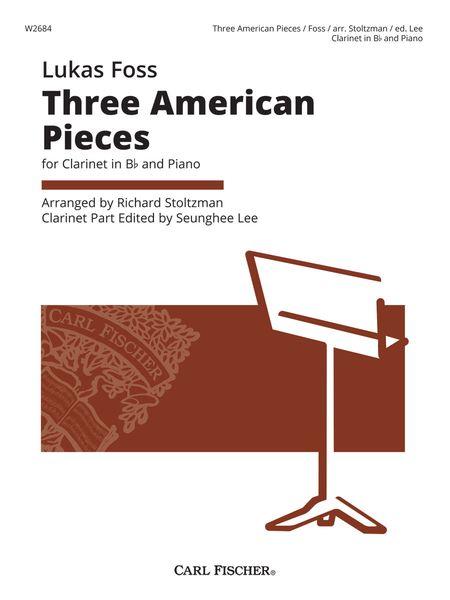 W2684
Three American Pieces / Foss / arr. Stoltzman / ed. Lee
Clarinet in B♭ and Piano
Lukas Foss
Three American
Pieces
for Clarinet in B♭ and Piano
Arranged by Richard Stoltzman
Clarinet Part Edited by Seunghee Lee
CARL FISCHER
CARL FISCHER®